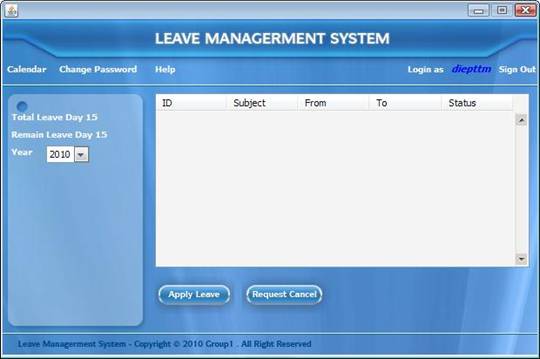 LEAVE MANAGERMENT SYSTEM
Calendar Change Password Help Login as diepttm Sign Out
Total Leave Day 15
Remain Leave Day 15
Year 2010
ID Subject From To Status
Apply Leave Request Cancel
Leave Managerment System - Copyright © 2010 Group1 . All Right Reserved